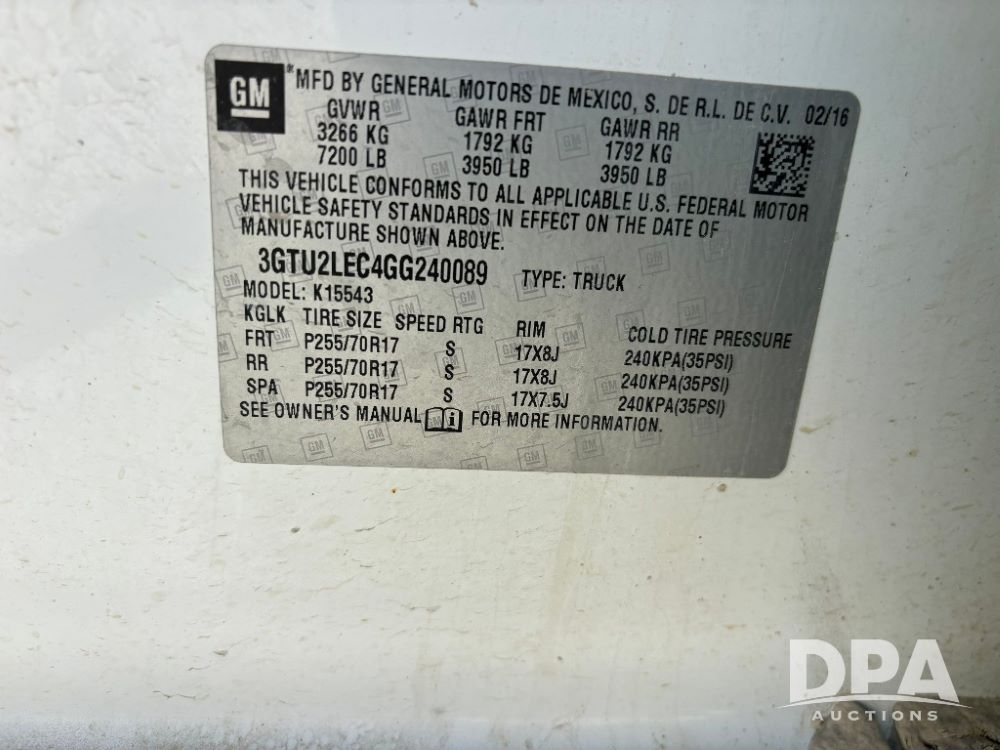 GM MFD BY GENERAL MOTORS DE MEXICO, S. DE R.L. DE C.V. 02/16
GVWR GAWR FRT GAWR RR
3266 KG 1792 KG 1792 KG
7200 LB 3950 LB 3950 LB
THIS VEHICLE CONFORMS TO ALL APPLICABLE U.S. FEDERAL MOTOR
VEHICLE SAFETY STANDARDS IN EFFECT ON THE DATE OF
MANUFACTURE SHOWN ABOVE.
3GTU2LEC4GG240089 TYPE: TRUCK
MODEL: K15543
KGLK TIRE SIZE SPEED RTG RIM COLD TIRE PRESSURE
FRT P255/70R17 S 17X8J 240KPA(35PSI)
RR P255/70R17 S 17X8J 240KPA(35PSI)
SPA P255/70R17 S 17X7.5J 240KPA(35PSI)
SEE OWNER'S MANUAL i FOR MORE INFORMATION.
DPA
AUCTIONS